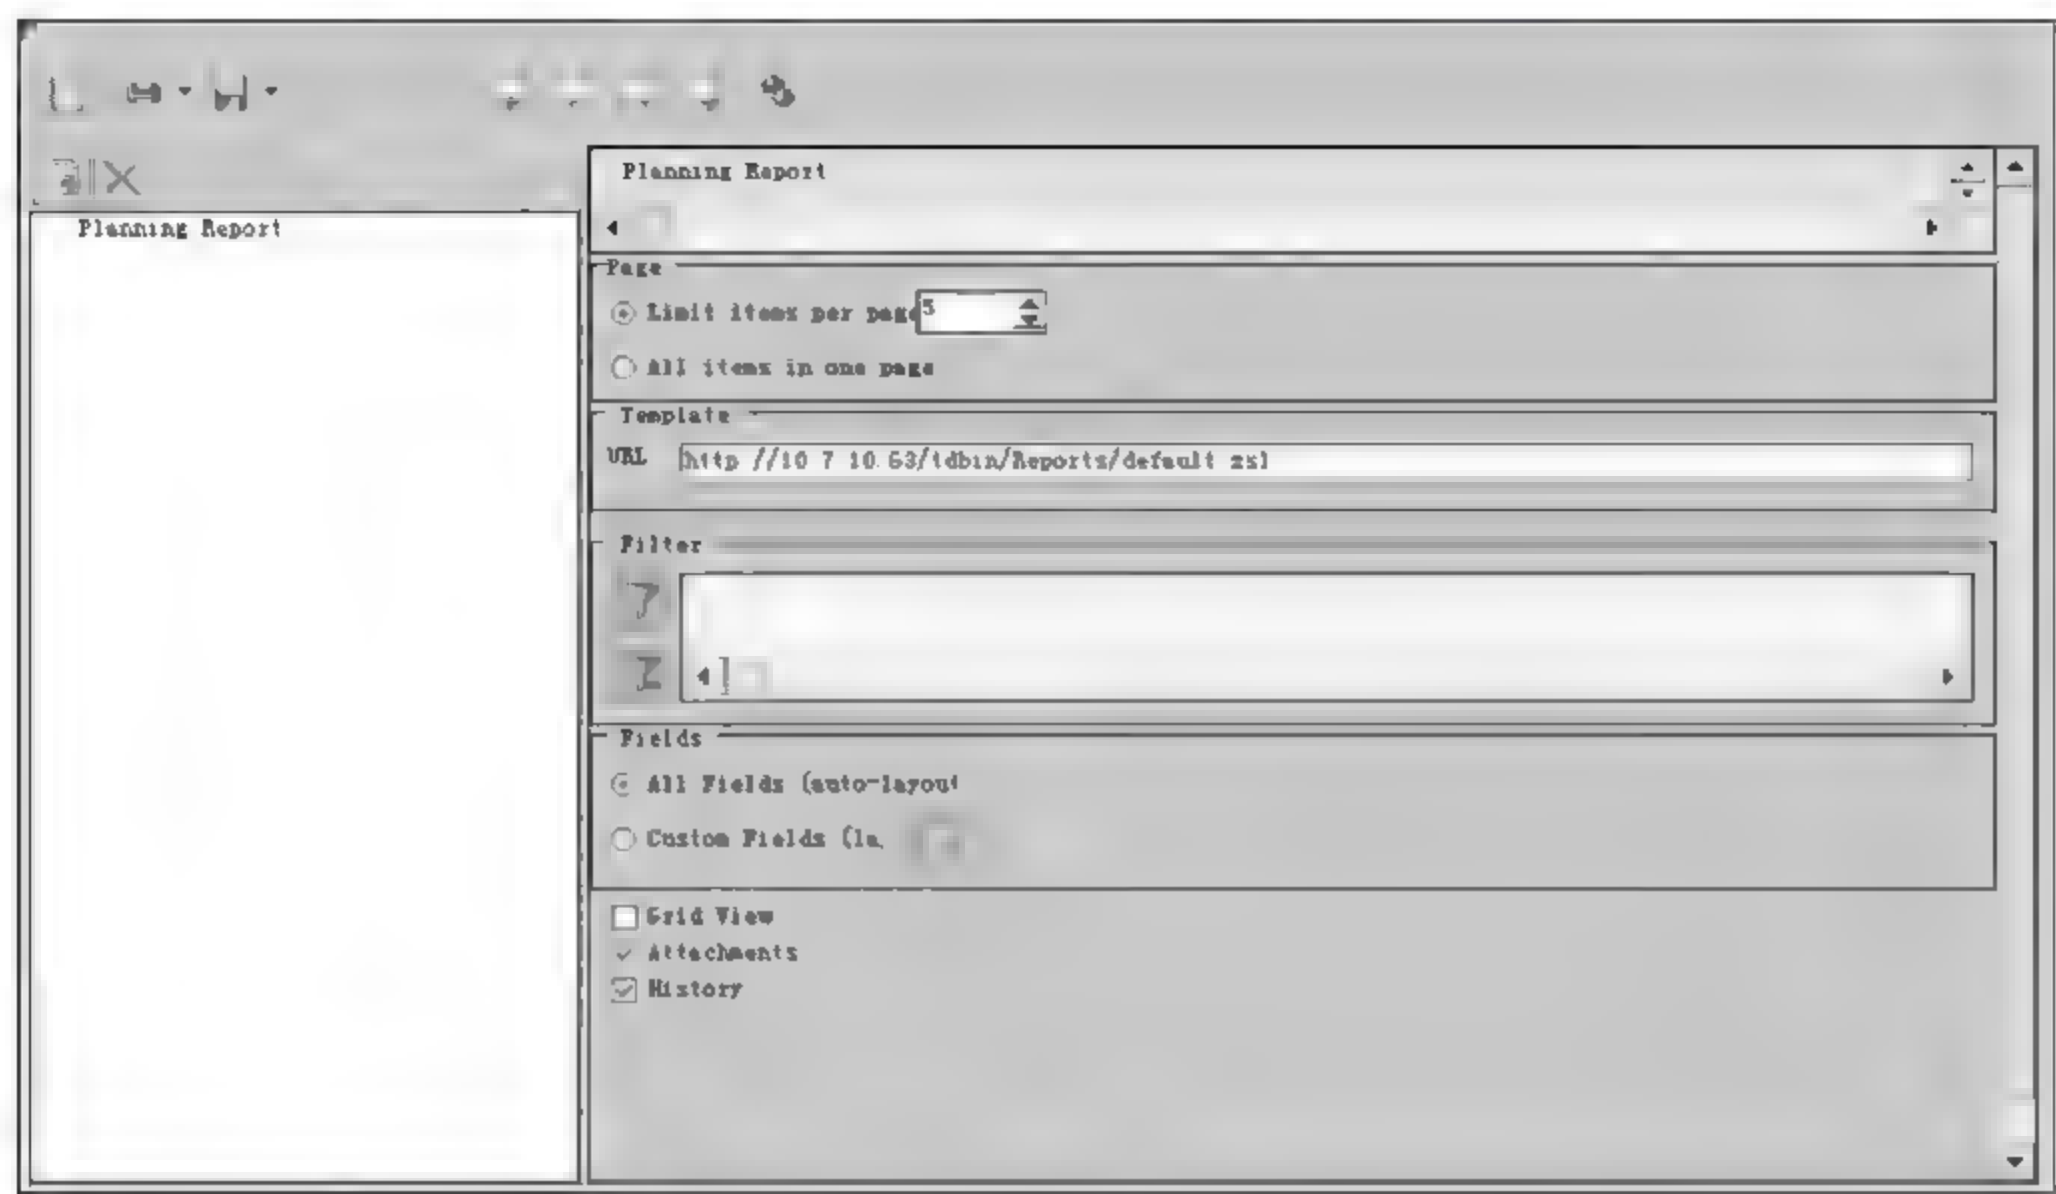 Planning Report
Planning Report
Page
Limit items per page
5
All items in one page
Template
URL
http //10 7 10.63/tdbin/Reports/default xsl
Filter
Fields
All Fields (auto-layout
Custom Fields (la
Grid View
Attachments
History